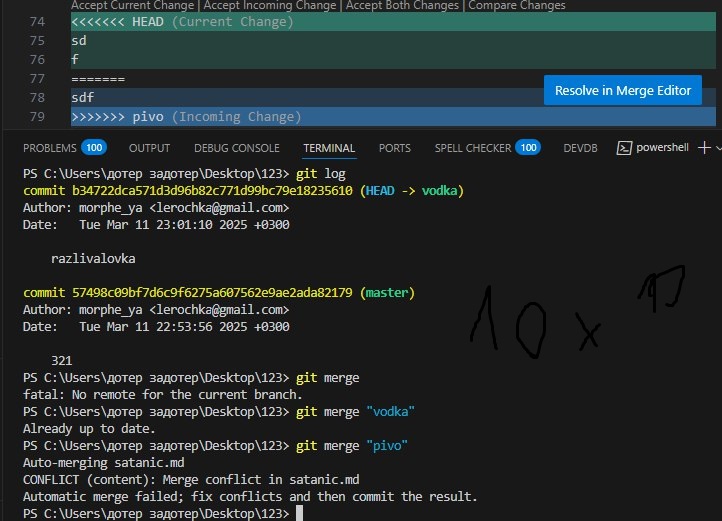 Accept Current Change | Accept Incoming Change | Accept Both Changes | Compare Changes
74 <<<<<<< HEAD (Current Change)
75 sd
76 f
77 =======
78 sdf
Resolve in Merge Editor
79 >>>>>>> pivo (Incoming Change)
PROBLEMS 100 OUTPUT DEBUG CONSOLE TERMINAL PORTS SPELL CHECKER 100 DEVDB powershell
PS C:\Users\дотер задотер\Desktop\123> git log
commit b34722dca571d3d96b82c771d99bc79e18235610 (HEAD -> vodka)
Author: morphe_ya <lerochka@gmail.com>
Date:   Tue Mar 11 23:01:10 2025 +0300
razlivalovka
commit 57498c09bf7d6c9f6275a607562e9ae2ada82179 (master)
Author: morphe_ya <lerochka@gmail.com>
Date:   Tue Mar 11 22:53:56 2025 +0300
10 x
321
PS C:\Users\дотер задотер\Desktop\123> git merge
fatal: No remote for the current branch.
PS C:\Users\дотер задотер\Desktop\123> git merge "vodka"
Already up to date.
PS C:\Users\дотер задотер\Desktop\123> git merge "pivo"
Auto-merging satanic.md
CONFLICT (content): Merge conflict in satanic.md
Automatic merge failed; fix conflicts and then commit the result.
PS C:\Users\дотер задотер\Desktop\123>